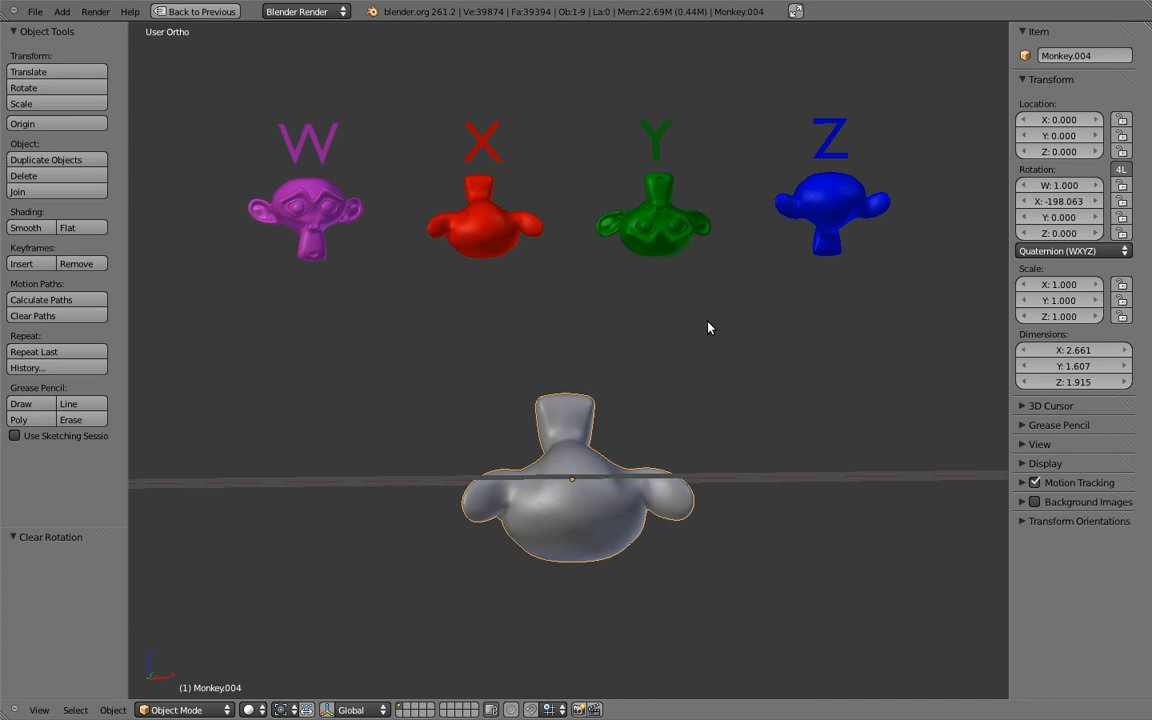 File Add Render Help Back to Previous Blender Render blender.org 261.2 | Ve:39874 | Fa:39394 | Ob:1-9 | La:0 | Mem:22.69M (0.44M) | Monkey.004
Object Tools
Transform:
Translate
Rotate
Scale
Origin
Object:
Duplicate Objects
Delete
Join
Shading:
Smooth Flat
Keyframes:
Insert Remove
Motion Paths:
Calculate Paths
Clear Paths
Repeat:
Repeat Last
History...
Grease Pencil:
Draw Line
Poly Erase
Use Sketching Sessio
Clear Rotation
User Ortho
W X Y Z
(1) Monkey.004
Item
Monkey.004
Transform
Location:
X: 0.000
Y: 0.000
Z: 0.000
Rotation: 4L
W: 1.000
X: -198.063
Y: 0.000
Z: 0.000
Quaternion (WXYZ)
Scale:
X: 1.000
Y: 1.000
Z: 1.000
Dimensions:
X: 2.661
Y: 1.607
Z: 1.915
3D Cursor
Grease Pencil
View
Display
Motion Tracking
Background Images
Transform Orientations
View Select Object Object Mode Global